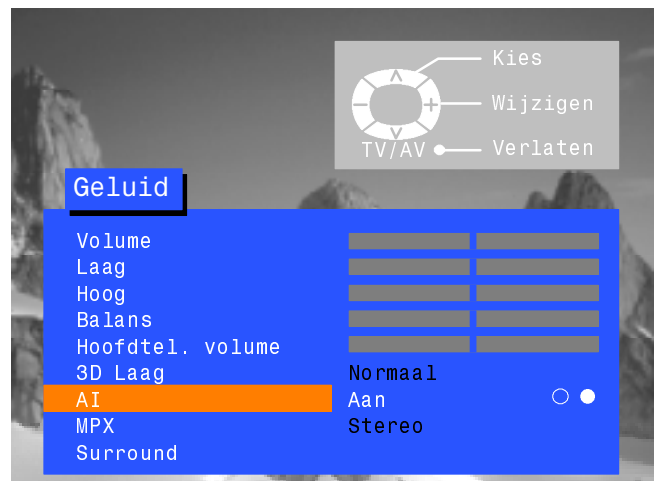 Kies
Wijzigen
TV/AV Verlaten
Geluid
Volume
Laag
Hoog
Balans
Hoofdtel. volume
3D Laag Normaal
AI Aan
MPX Stereo
Surround